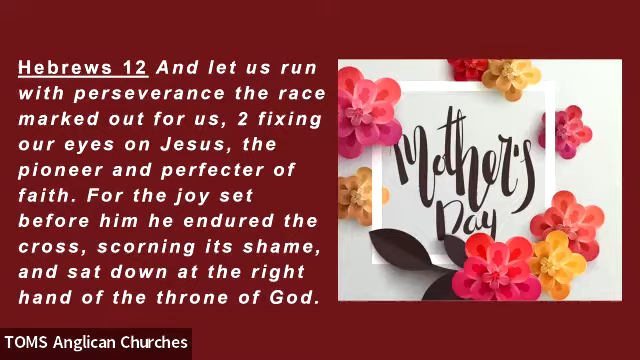 Hebrews 12 And let us run
with perseverance the race
marked out for us, 2 fixing
our eyes on Jesus, the
pioneer and perfecter of
faith. For the joy set
before him he endured the
cross, scorning its shame,
and sat down at the right
hand of the throne of God.
Mother's
Day
TOMS Anglican Churches